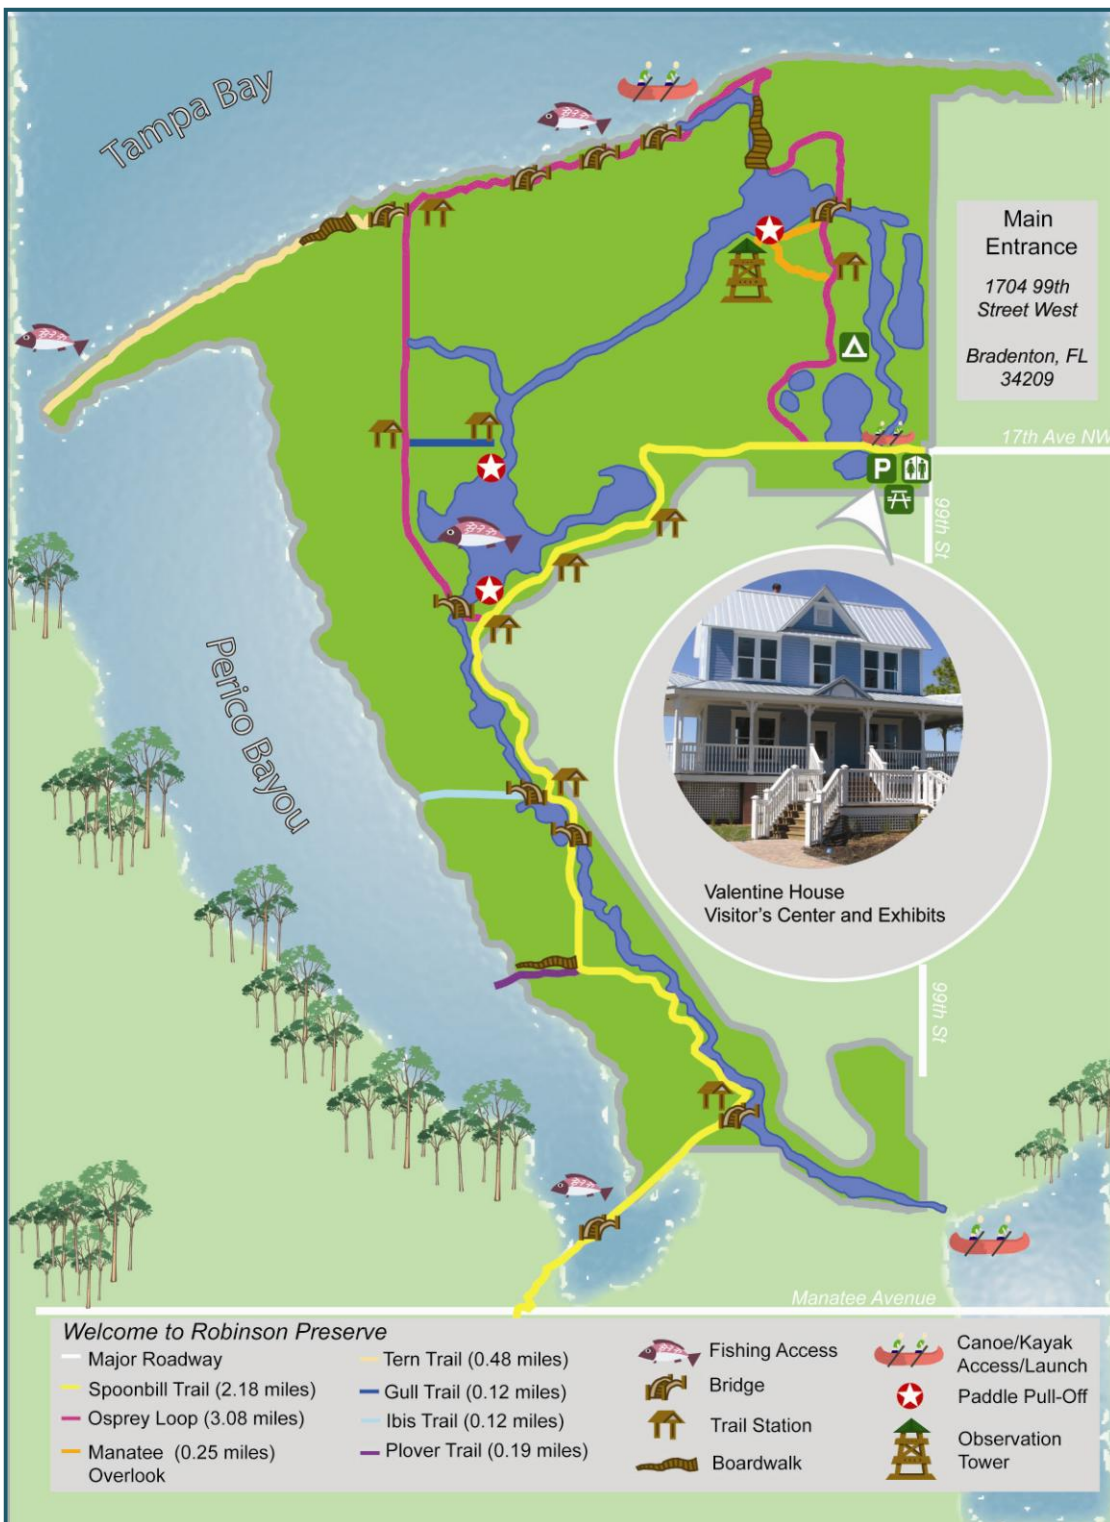 Tampa Bay
Main
Entrance
1704 99th
Street West
Bradenton, FL
34209
17th Ave NW
P
99th St
Perico Bayou
Valentine House
Visitor's Center and Exhibits
99th St
Manatee Avenue
Welcome to Robinson Preserve
Major Roadway
Spoonbill Trail (2.18 miles)
Osprey Loop (3.08 miles)
Manatee (0.25 miles)
Overlook
Tern Trail (0.48 miles)
Gull Trail (0.12 miles)
Ibis Trail (0.12 miles)
Plover Trail (0.19 miles)
Fishing Access
Bridge
Trail Station
Boardwalk
Canoe/Kayak
Access/Launch
Paddle Pull-Off
Observation
Tower